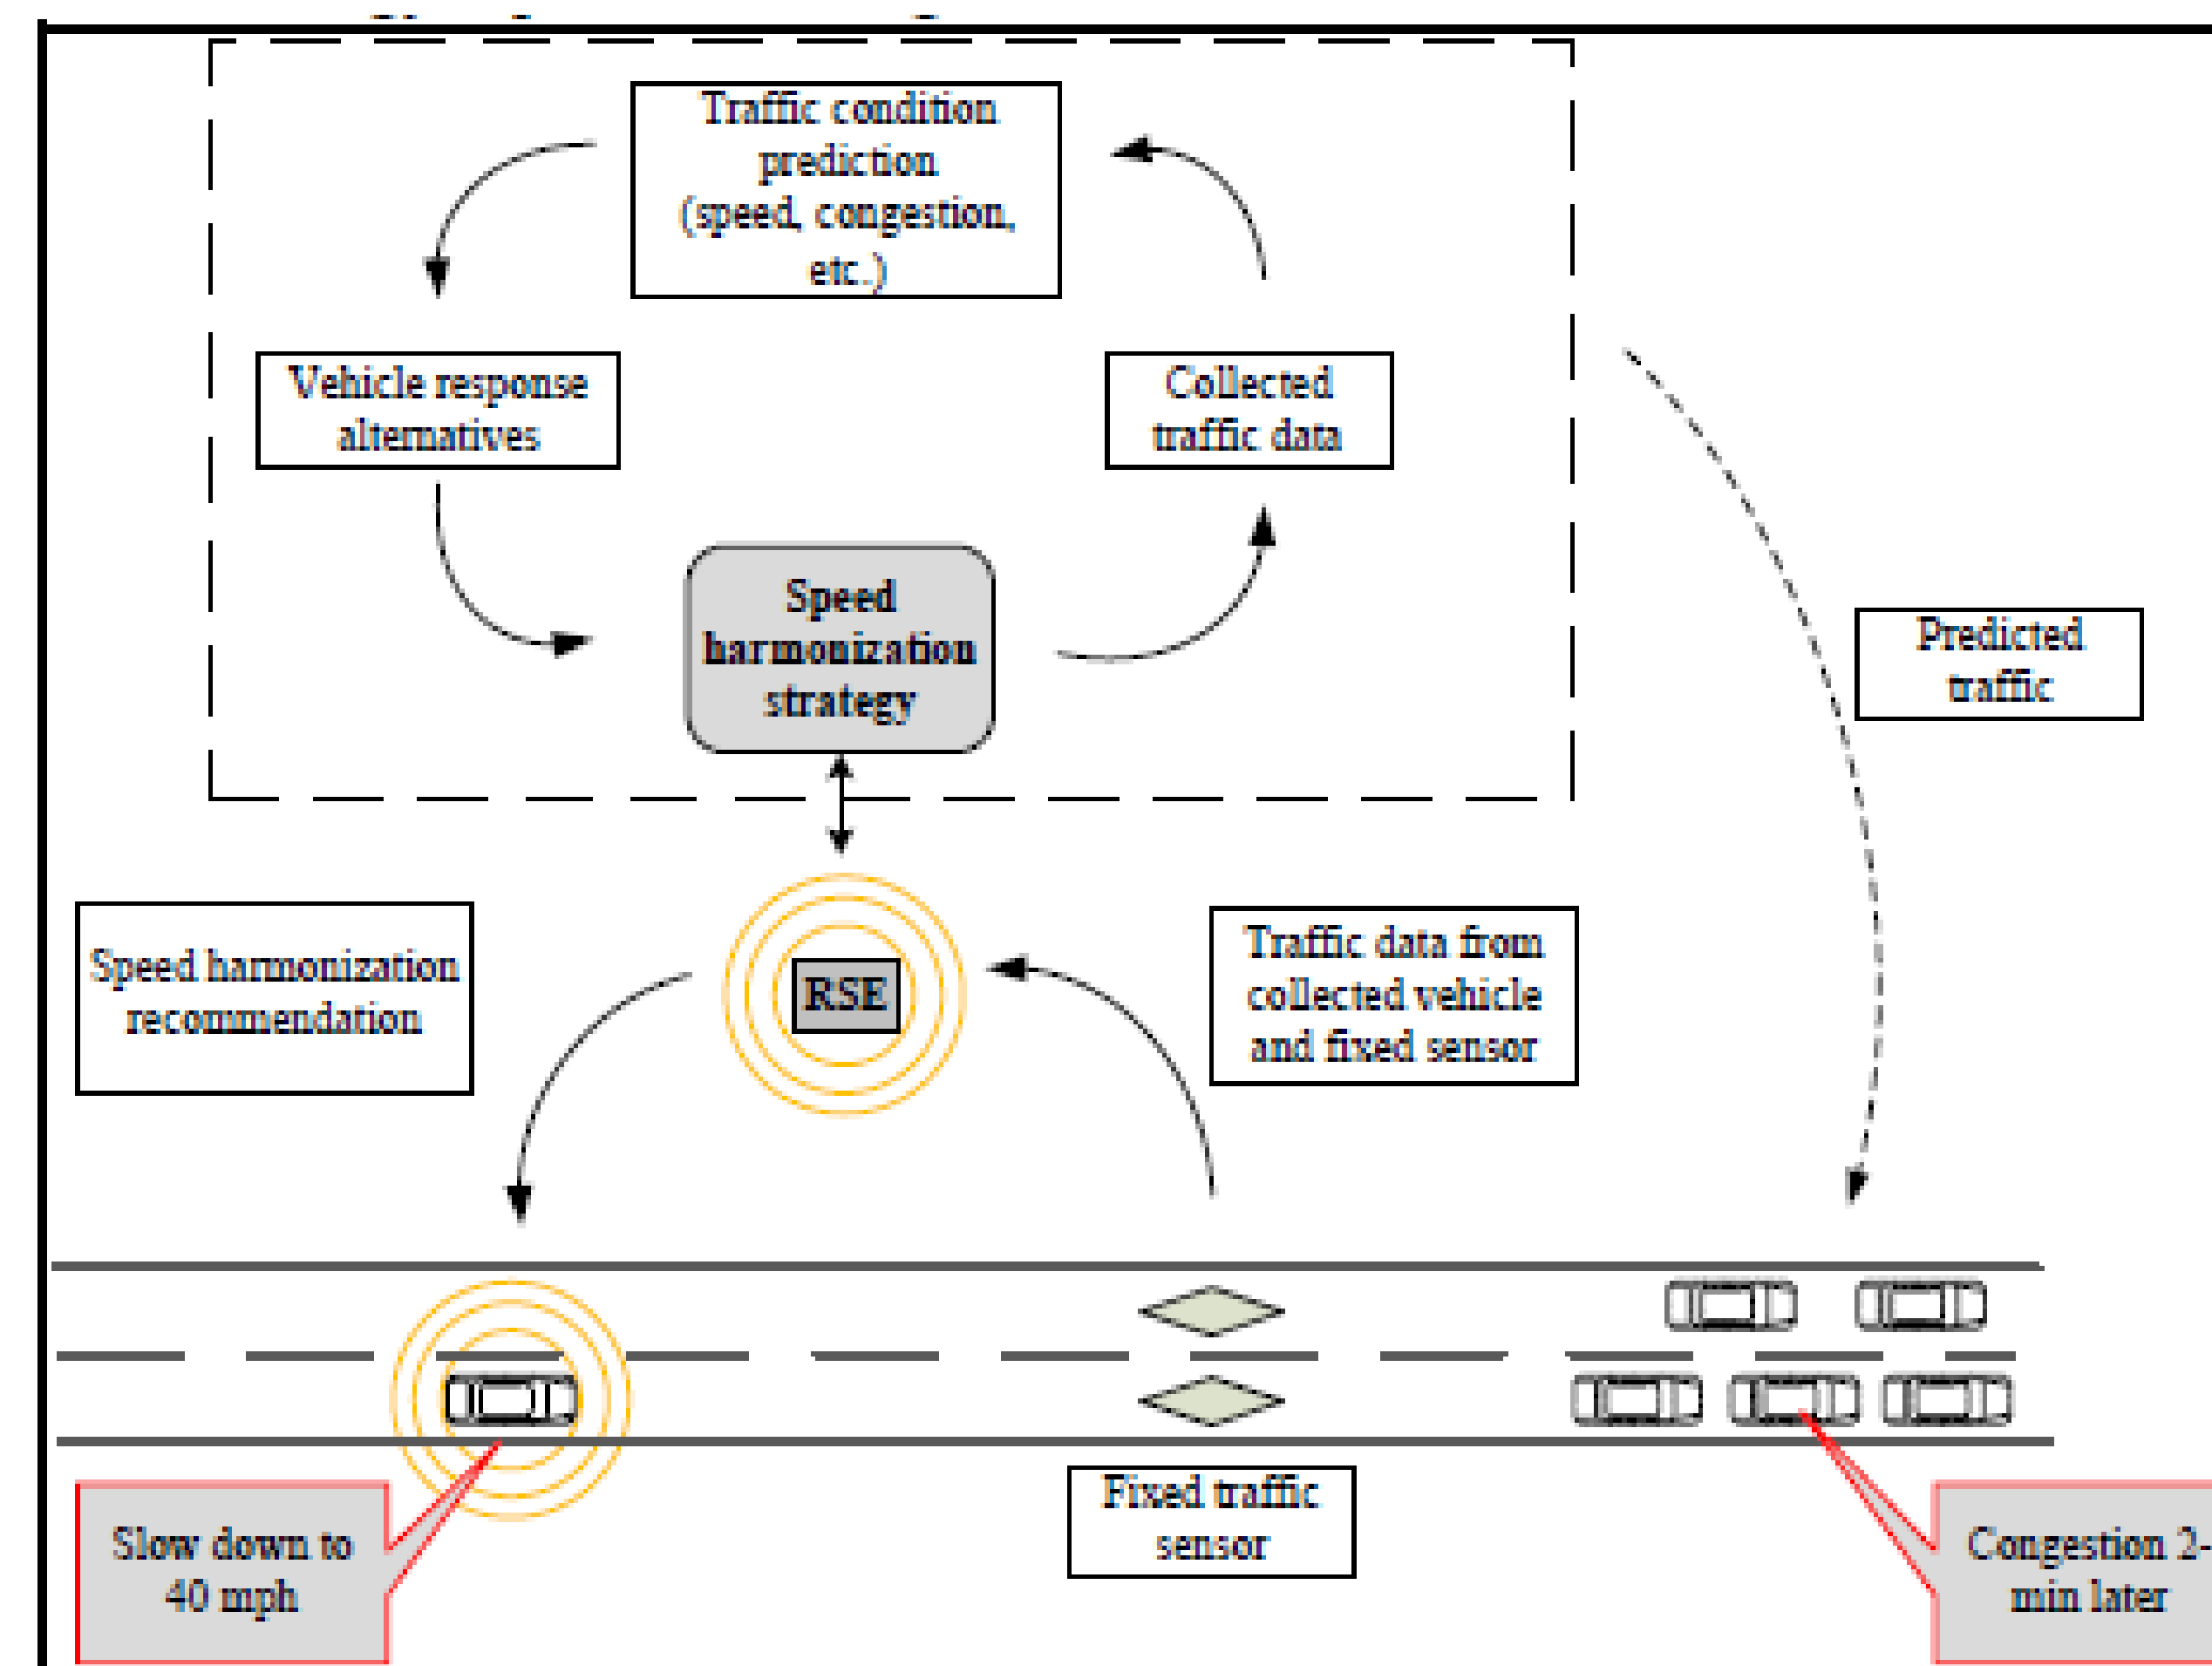 Traffic condition
prediction
(speed, congestion,
etc.)
Vehicle response
alternatives
Collected
traffic data
Speed
harmonization
strategy
Predicted
traffic
Speed harmonization
recommendation
RSE
Traffic data from
collected vehicle
and fixed sensor
Fixed traffic
sensor
Slow down to
40 mph
Congestion 2-
min later